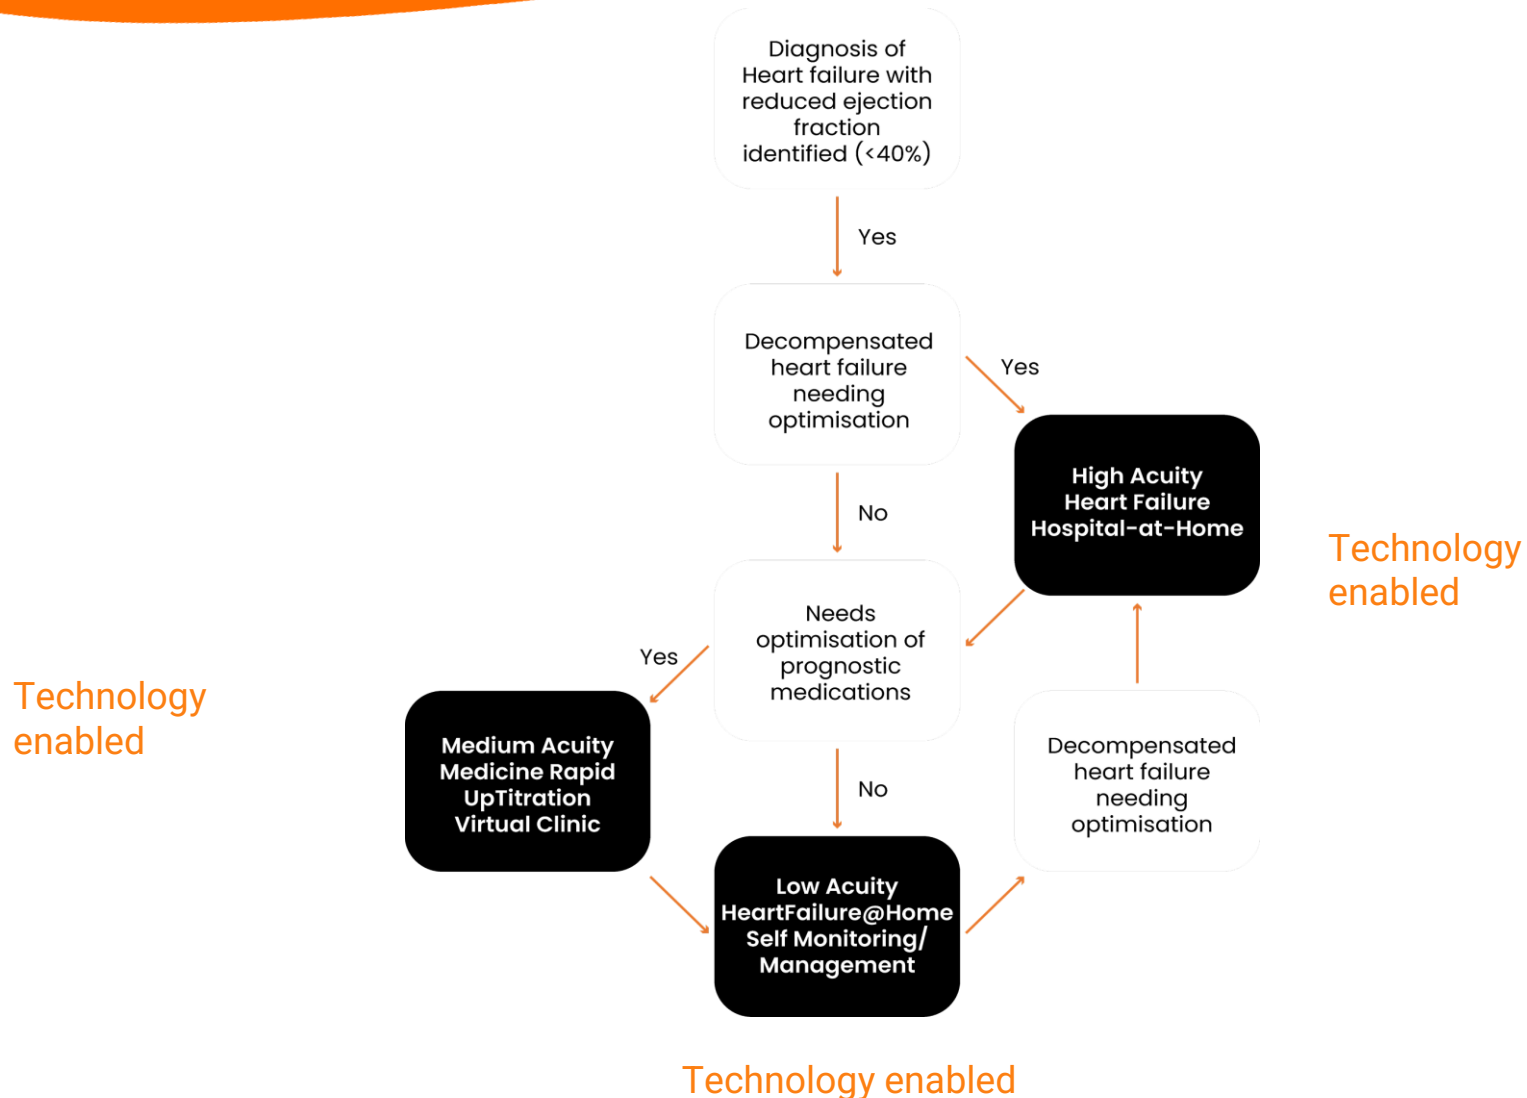 Diagnosis of
Heart failure with
reduced ejection
fraction
identified (<40%)
Yes
Decompensated
heart failure
needing
optimisation
Yes
High Acuity
Heart Failure
Hospital-at-Home
Technology
enabled
No
Needs
optimisation of
prognostic
medications
Yes
Technology
enabled
Medium Acuity
Medicine Rapid
UpTitration
Virtual Clinic
No
Decompensated
heart failure
needing
optimisation
Low Acuity
HeartFailure@Home
Self Monitoring/
Management
Technology enabled